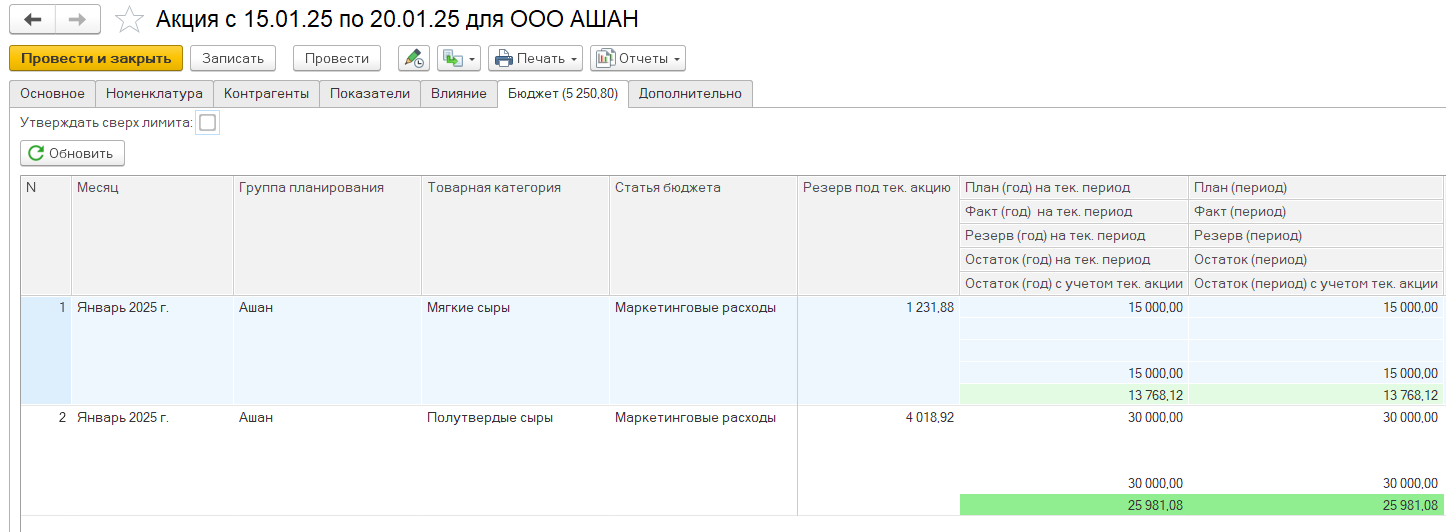 Акция с 15.01.25 по 20.01.25 для ООО АШАН
Провести и закрыть Записать Провести Печать Отчеты
Основное Номенклатура Контрагенты Показатели Влияние Бюджет (5 250,80) Дополнительно
Утверждать сверх лимита:
Обновить
N Месяц Группа планирования Товарная категория Статья бюджета Резерв под тек. акцию План (год) на тек. период План (период)
Факт (год) на тек. период Факт (период)
Резерв (год) на тек. период Резерв (период)
Остаток (год) на тек. период Остаток (период)
Остаток (год) с учетом тек. акции Остаток (период) с учетом тек. акции
1 Январь 2025 г. Ашан Мягкие сыры Маркетинговые расходы 1 231,88 15 000,00 15 000,00
15 000,00 15 000,00
13 768,12 13 768,12
2 Январь 2025 г. Ашан Полутвердые сыры Маркетинговые расходы 4 018,92 30 000,00 30 000,00
30 000,00 30 000,00
25 981,08 25 981,08